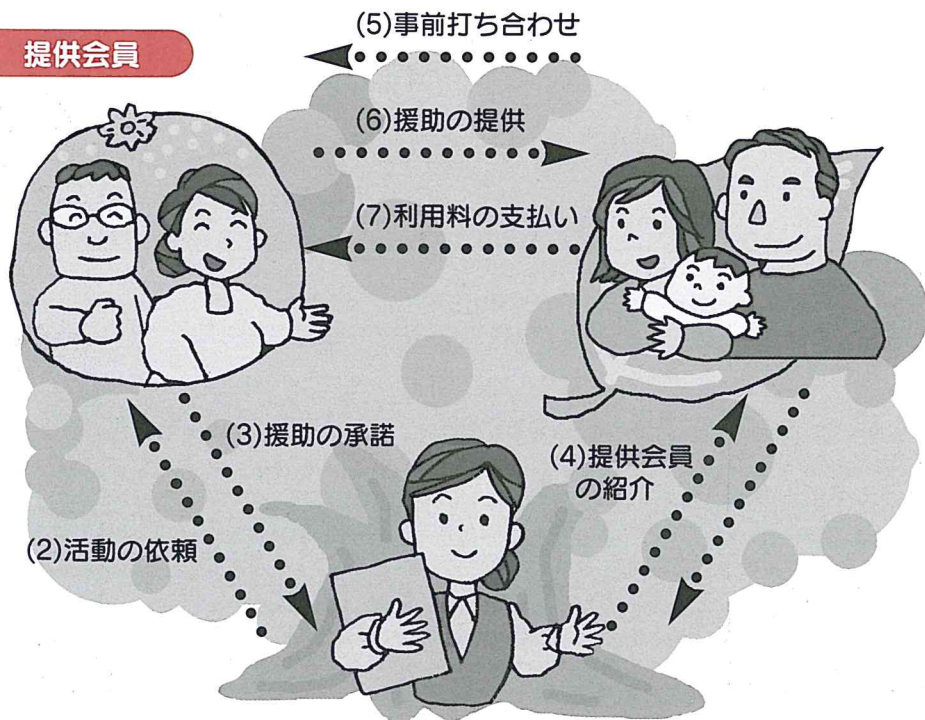 (5)事前打ち合わせ
提供会員
(6)援助の提供
(7)利用料の支払い
(3)援助の承諾
(4)提供会員
の紹介
(2)活動の依頼